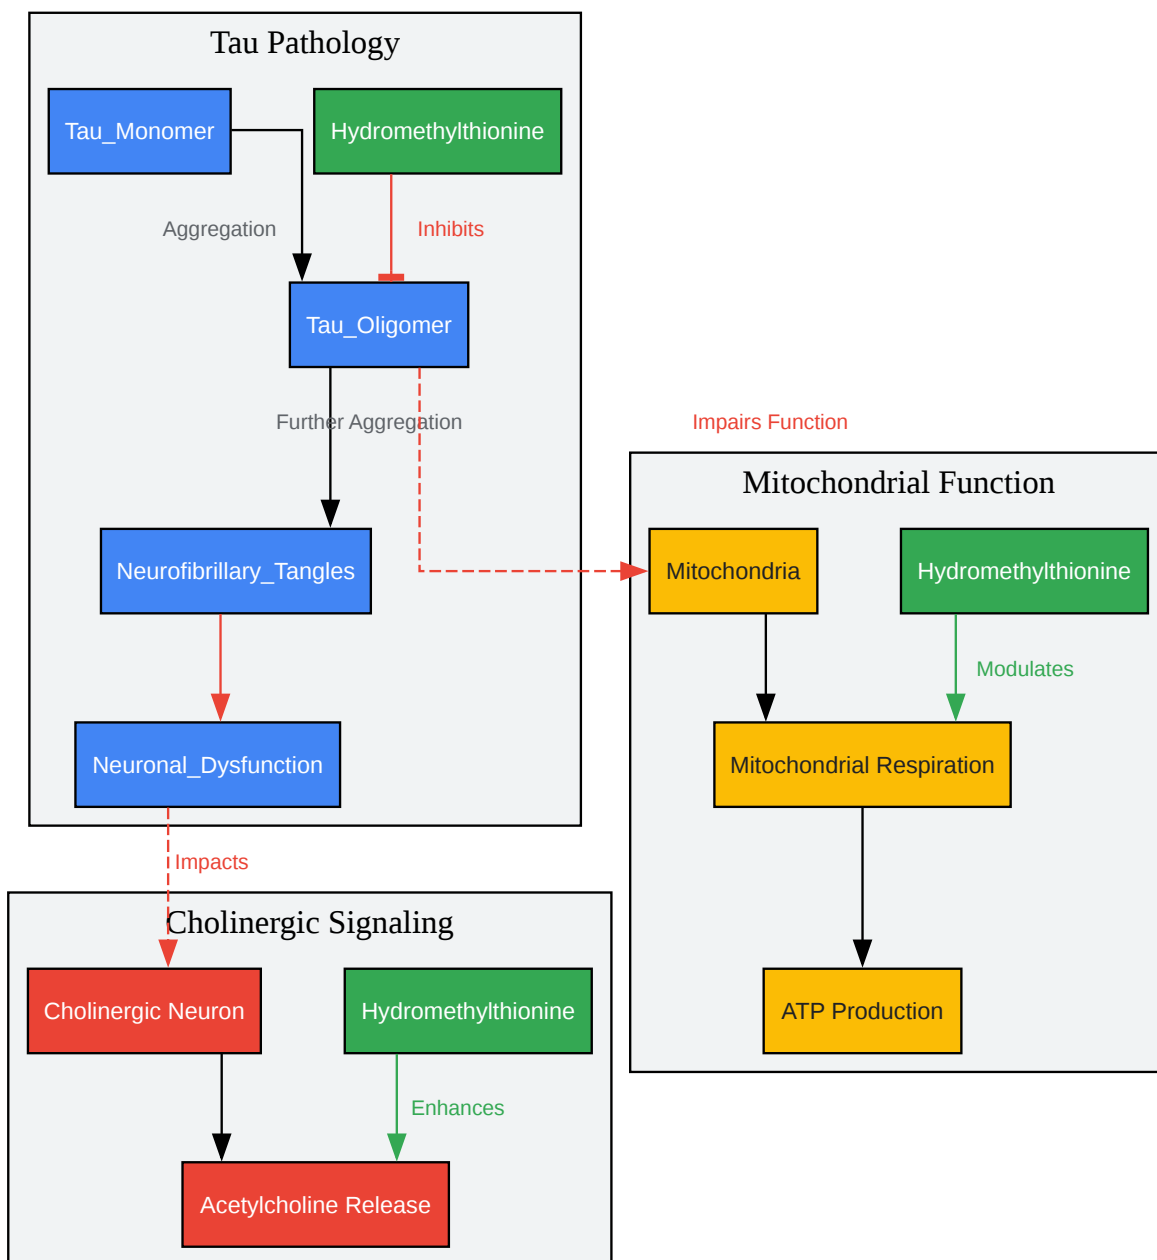 Tau Pathology
Tau_Monomer
Hydromethylthionine
Aggregation
Inhibits
Tau_Oligomer
Further Aggregation
Impairs Function
Mitochondrial Function
Neurofibrillary_Tangles
Mitochondria
Hydromethylthionine
Modulates
Neuronal_Dysfunction
Mitochondrial Respiration
Impacts
Cholinergic Signaling
Cholinergic Neuron
Hydromethylthionine
ATP Production
Enhances
Acetylcholine Release